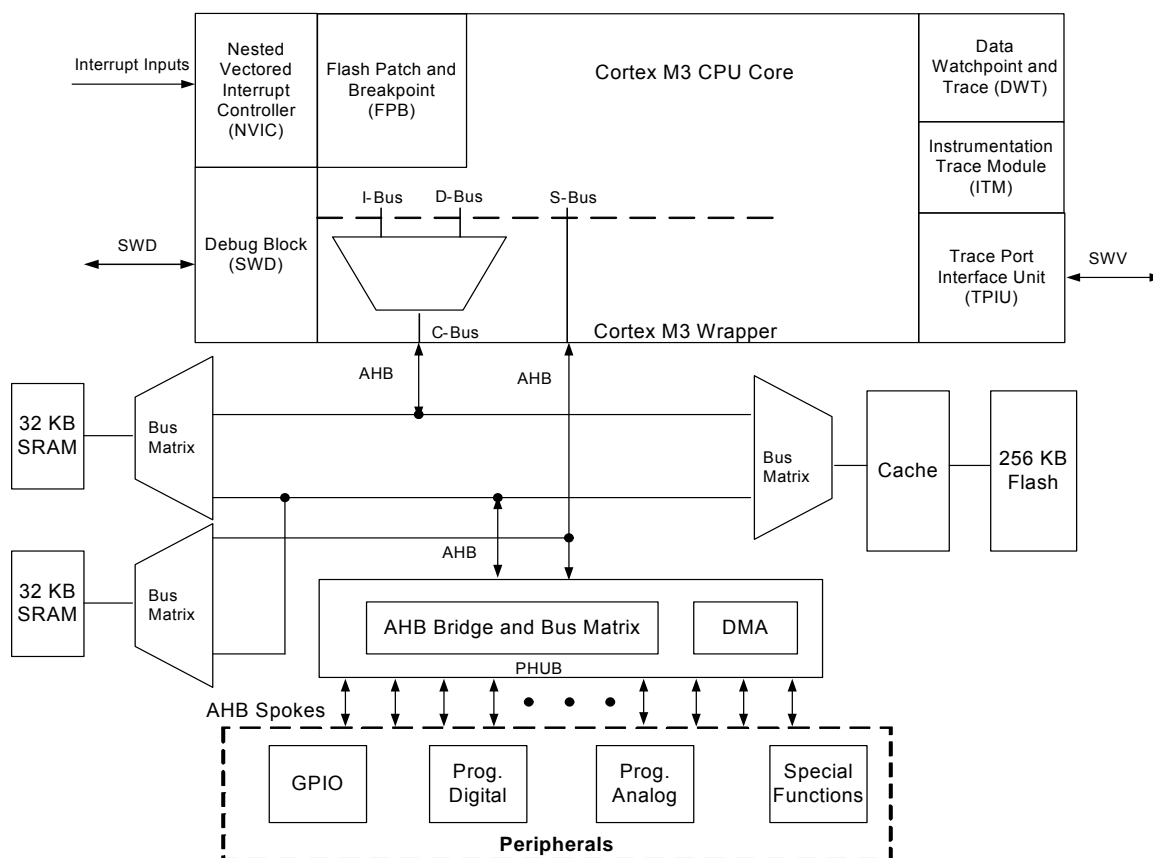 Interrupt Inputs
Nested
Vectored
Interrupt
Controller
(NVIC)
Flash Patch and
Breakpoint
(FPB)
Cortex M3 CPU Core
Data
Watchpoint and
Trace (DWT)
Instrumentation
Trace Module
(ITM)
I-Bus
D-Bus
S-Bus
SWD
Debug Block
(SWD)
Trace Port
Interface Unit
(TPIU)
SWV
C-Bus
Cortex M3 Wrapper
AHB
AHB
32 KB
SRAM
Bus
Matrix
Bus
Matrix
Cache
256 KB
Flash
AHB
32 KB
SRAM
Bus
Matrix
AHB Bridge and Bus Matrix
DMA
PHUB
AHB Spokes
GPIO
Prog.
Digital
Prog.
Analog
Special
Functions
Peripherals